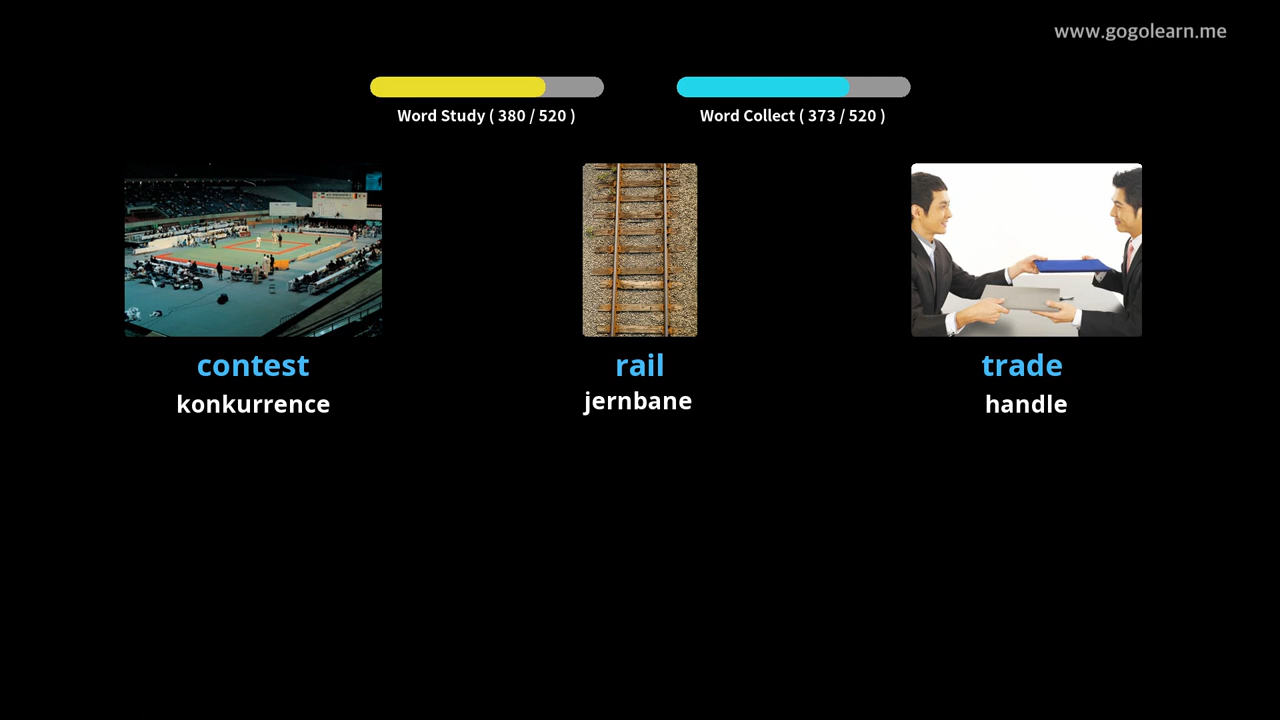 www.gogolearn.me
Word Study ( 380 / 520 )
Word Collect ( 373 / 520 )
contest
rail
trade
konkurrence
jernbane
handle